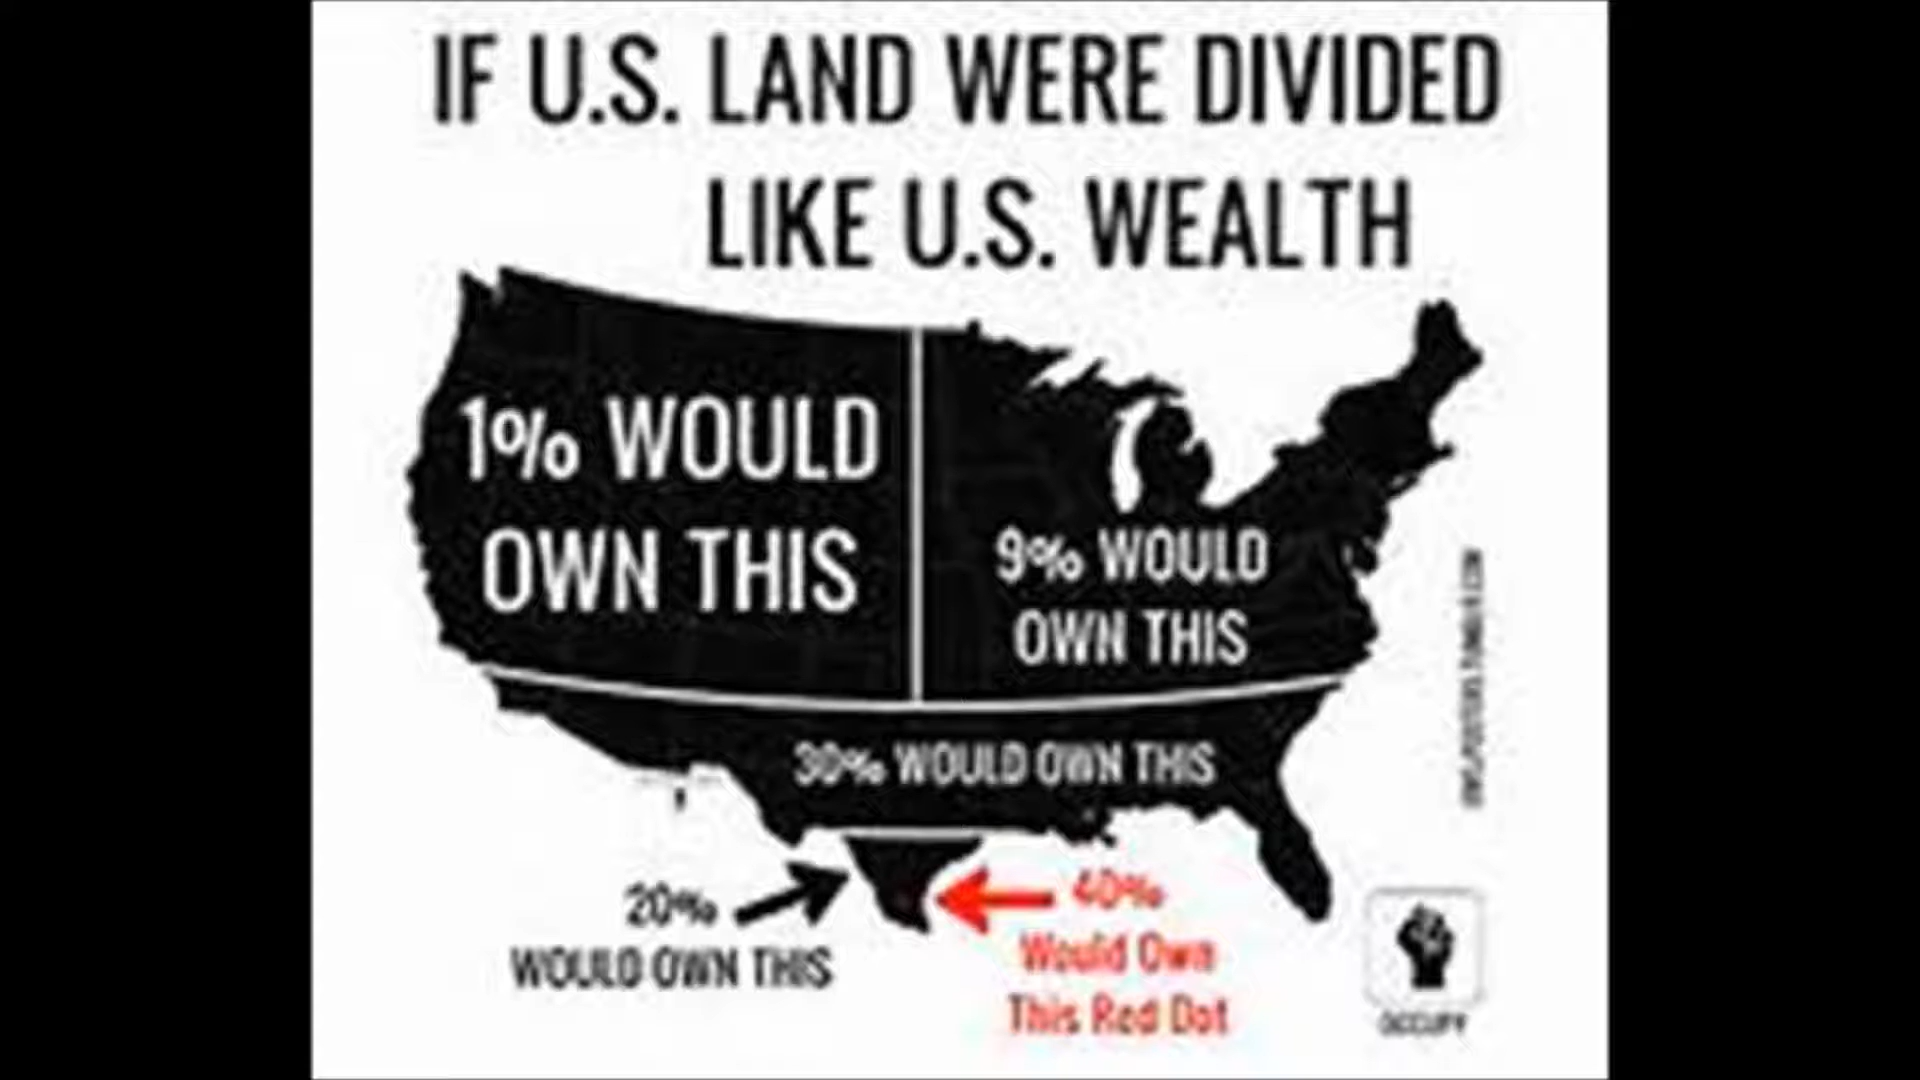 IF U.S. LAND WERE DIVIDED
LIKE U.S. WEALTH
1% WOULD
OWN THIS
9% WOULD
OWN THIS
30% WOULD OWN THIS
20%
WOULD OWN THIS
40%
Would Own
This Red Dot
OCCUPY